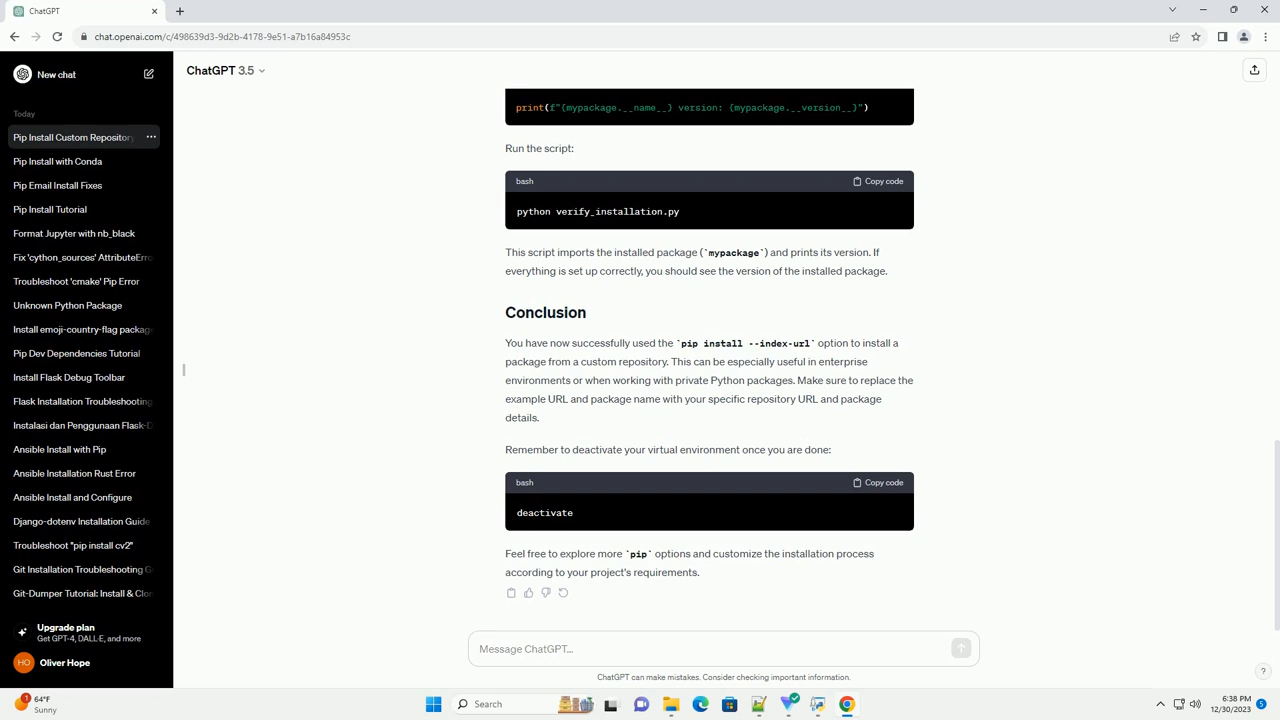 ChatGPT
chat.openai.com/c/498639d3-9d2b-4178-9e51-a7b16a84953c
New chat
Today
Pip Install Custom Repository
Pip Install with Conda
Pip Email Install Fixes
Pip Install Tutorial
Format Jupyter with nb_black
Fix 'cython_sources' AttributeErro
Troubleshoot 'cmake' Pip Error
Unknown Python Package
Install emoji-country-flag package
Pip Dev Dependencies Tutorial
Install Flask Debug Toolbar
Flask Installation Troubleshooting
Instalasi dan Penggunaan Flask-D
Ansible Install with Pip
Ansible Installation Rust Error
Ansible Install and Configure
Django-dotenv Installation Guide
Troubleshoot "pip install cv2"
Git Installation Troubleshooting G
Git-Dumper Tutorial: Install & Clon
Upgrade plan
Get GPT-4, DALL·E, and more
HO Oliver Hope
ChatGPT 3.5
print(f"{mypackage.__name__} version: {mypackage.__version__}")
Run the script:
bash Copy code
python verify_installation.py
This script imports the installed package (`mypackage`) and prints its version. If
everything is set up correctly, you should see the version of the installed package.
Conclusion
You have now successfully used the `pip install --index-url` option to install a
package from a custom repository. This can be especially useful in enterprise
environments or when working with private Python packages. Make sure to replace the
example URL and package name with your specific repository URL and package
details.
Remember to deactivate your virtual environment once you are done:
bash Copy code
deactivate
Feel free to explore more `pip` options and customize the installation process
according to your project's requirements.
Message ChatGPT...
ChatGPT can make mistakes. Consider checking important information.
?
1
64°F
Sunny
Search
6:38 PM
12/30/2023
5